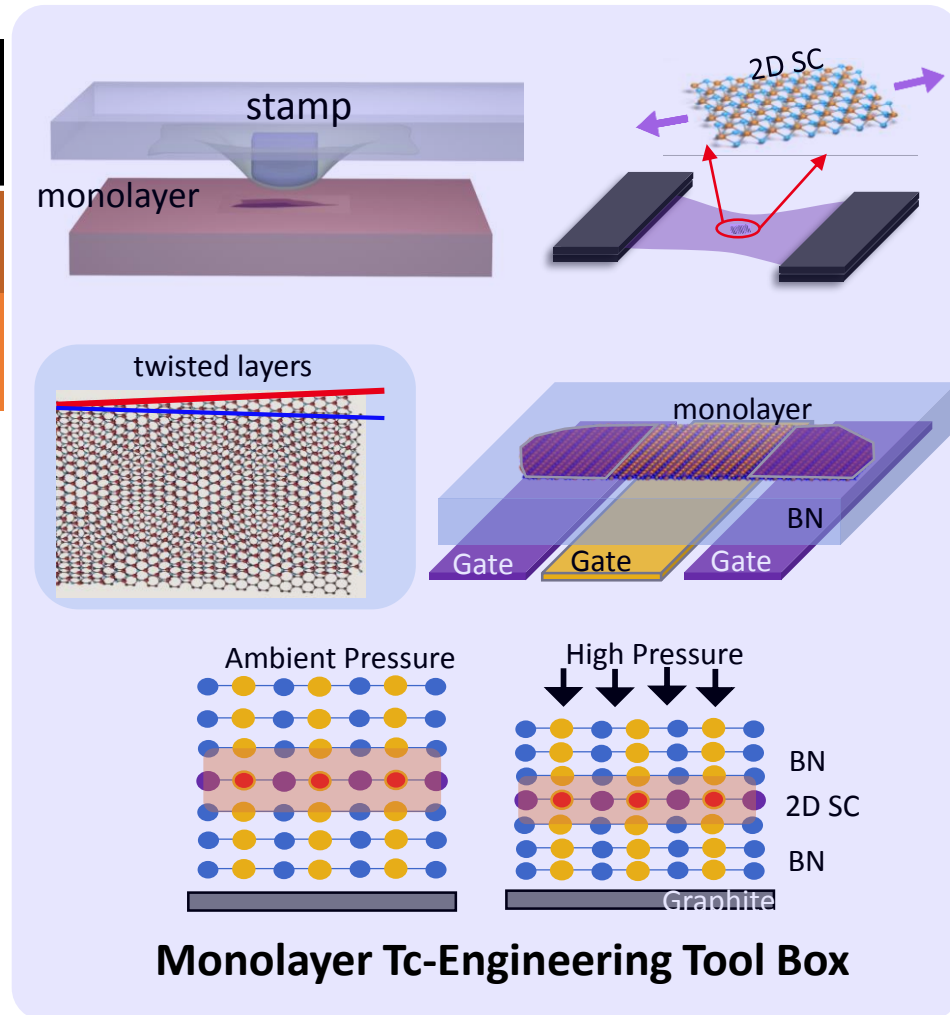 stamp
monolayer
2D SC
twisted layers
monolayer
BN
Gate
Gate
Gate
Ambient Pressure
High Pressure
BN
2D SC
BN
Graphite
Monolayer Tc-Engineering Tool Box